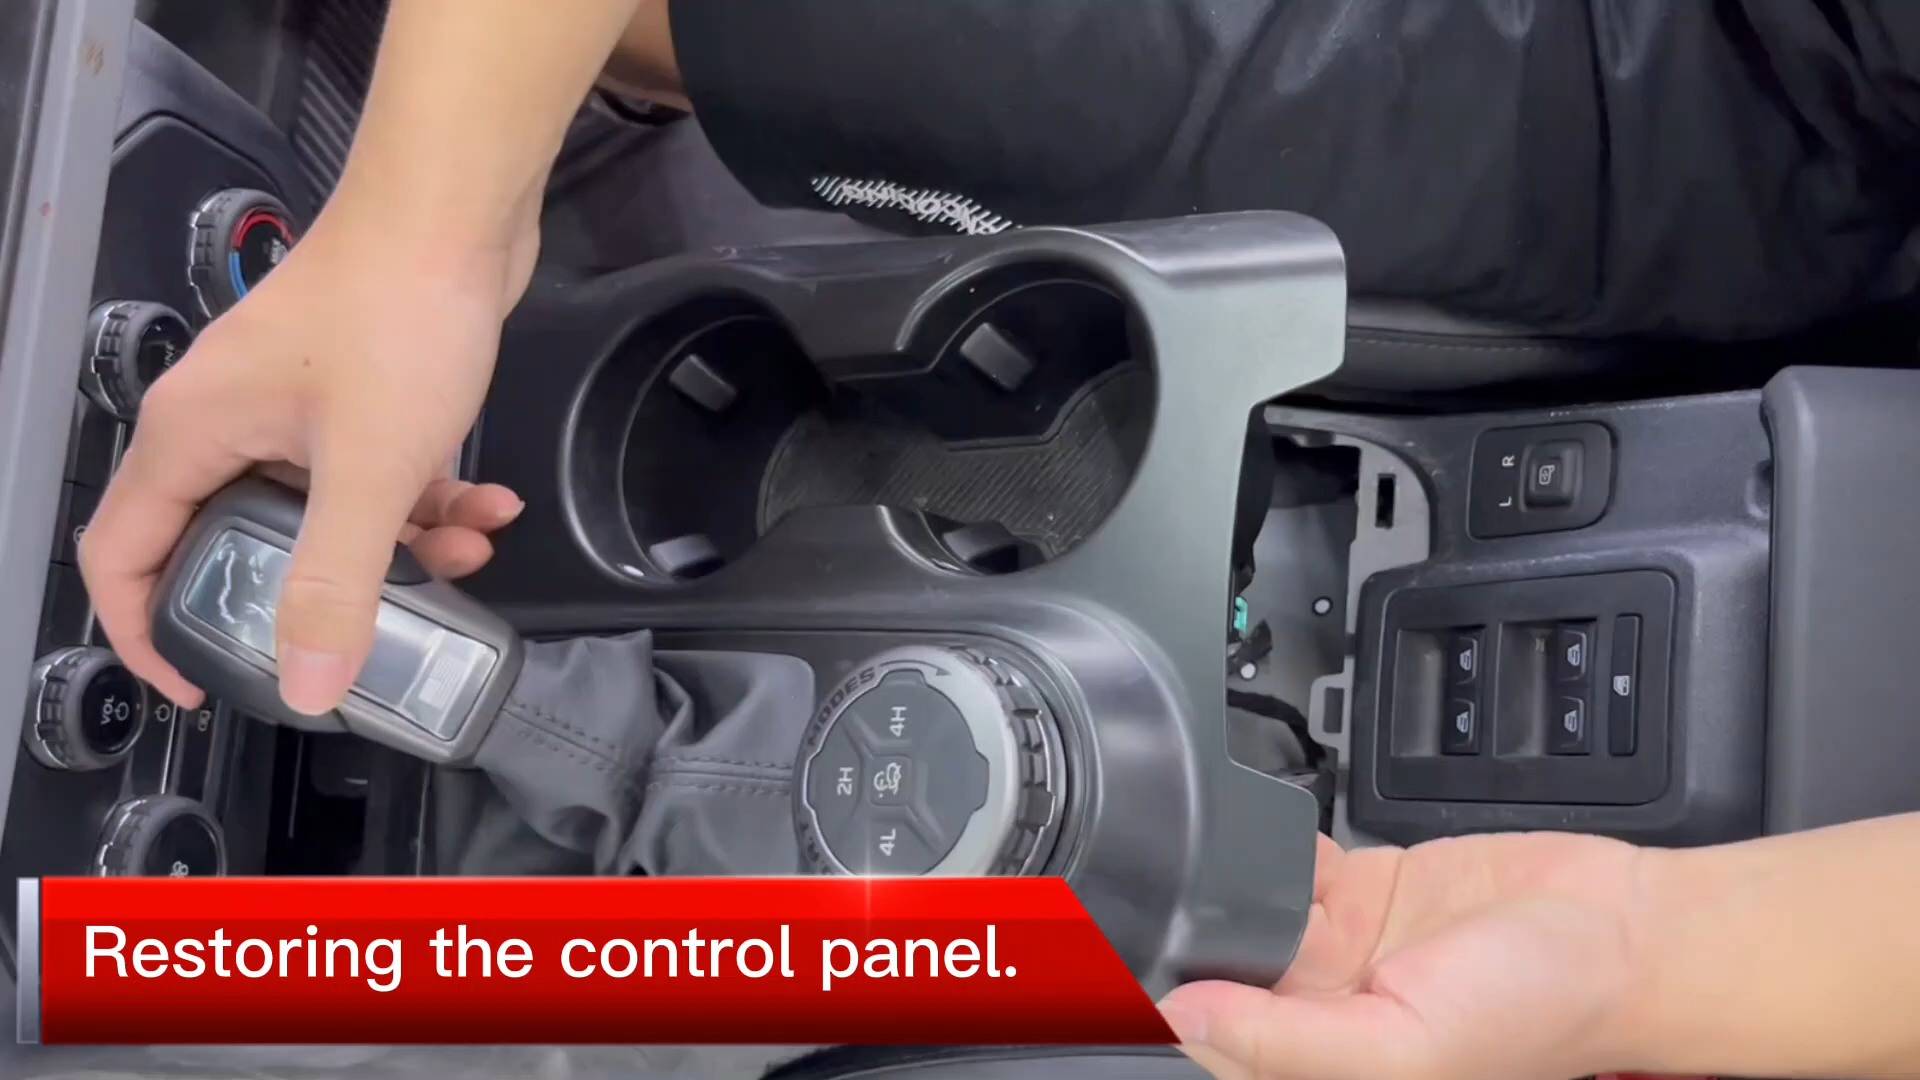 Restoring the control panel.
MODES
4H
2H
4L
R
L
VOL